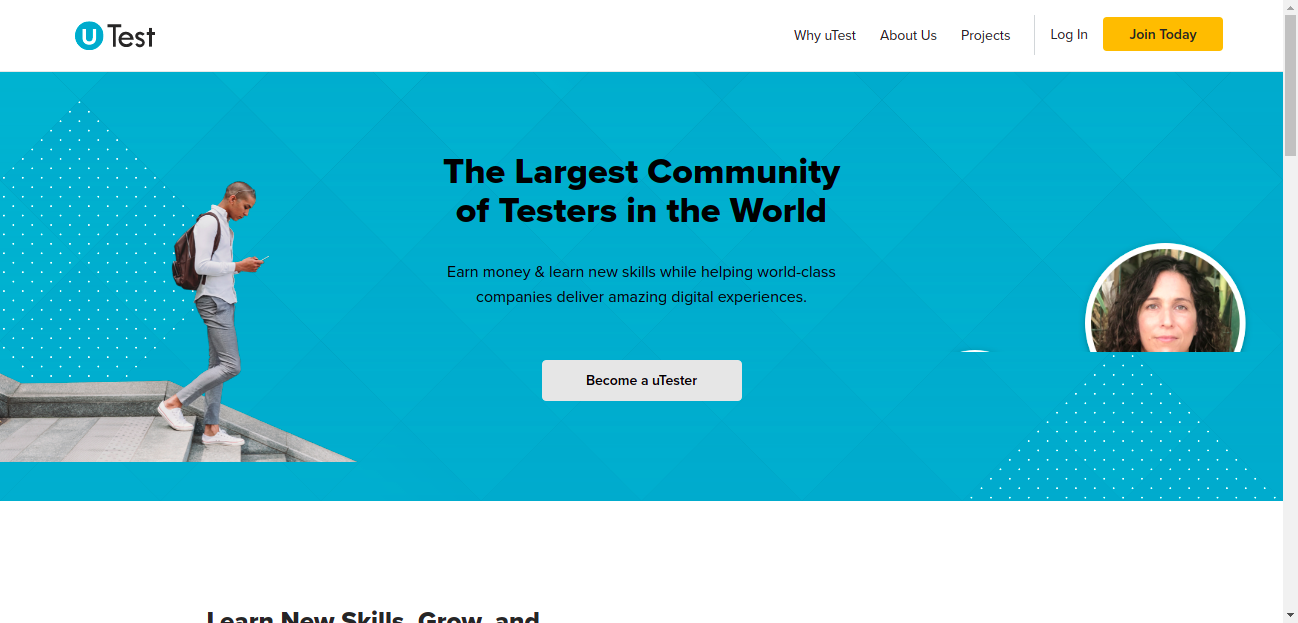 uTest
Why uTest
About Us
Projects
Log In
Join Today
The Largest Community
of Testers in the World
Earn money & learn new skills while helping world-class
companies deliver amazing digital experiences.
Become a uTester
Learn New Skills, Grow, and